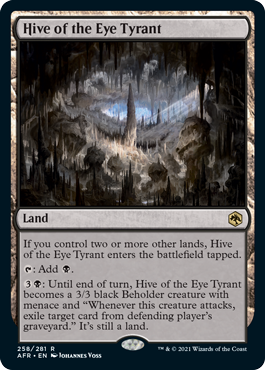 Hive of the Eye Tyrant
Land
If you control two or more other lands, Hive
of the Eye Tyrant enters the battlefield tapped.
: Add .
3 : Until end of turn, Hive of the Eye Tyrant
becomes a 3/3 black Beholder creature with
menace and “Whenever this creature attacks,
exile target card from defending player’s
graveyard.” It’s still a land.
258/281 R
AFR • EN Johannes Voss
™ & © 2021 Wizards of the Coast